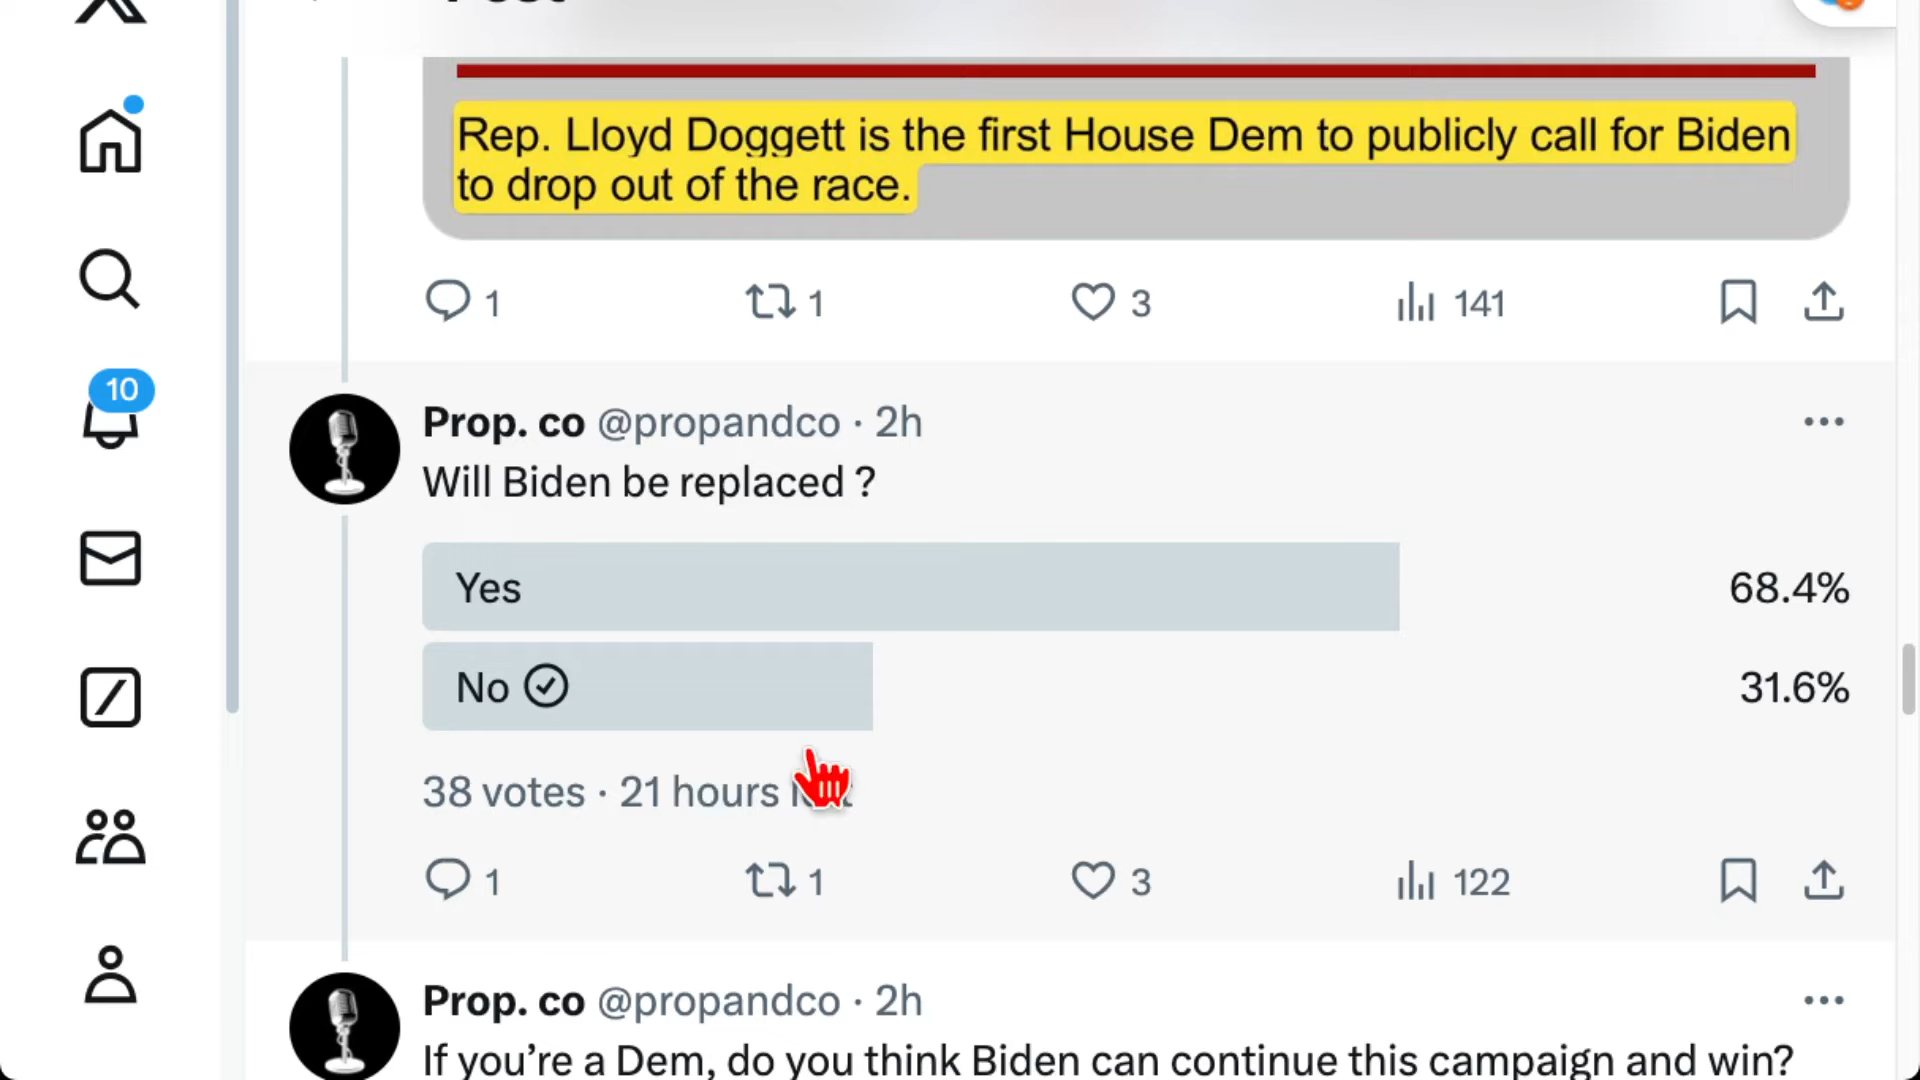 Rep. Lloyd Doggett is the first House Dem to publicly call for Biden
to drop out of the race.
1 1 3 141
10
Prop. co @propandco · 2h
Will Biden be replaced ?
Yes 68.4%
No 31.6%
38 votes · 21 hours
1 1 3 122
Prop. co @propandco · 2h
If you’re a Dem, do you think Biden can continue this campaign and win?